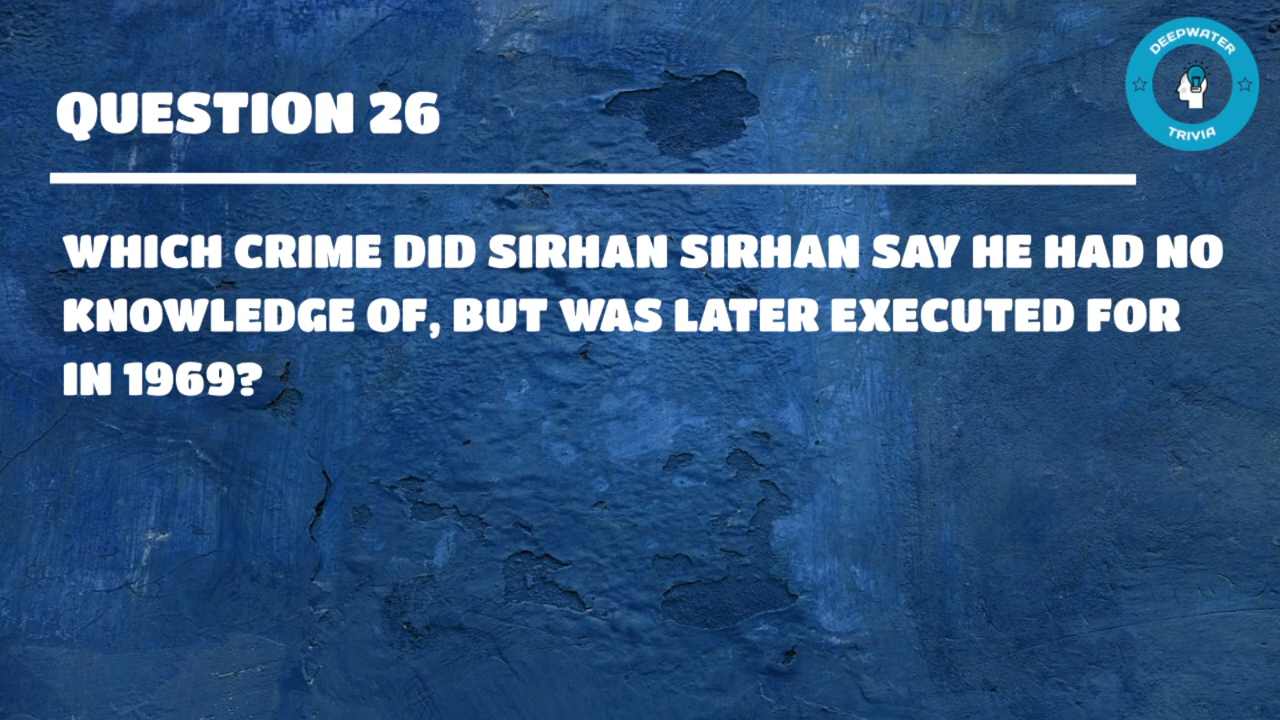 DEEPWATER
TRIVIA
QUESTION 26
WHICH CRIME DID SIRHAN SIRHAN SAY HE HAD NO
KNOWLEDGE OF, BUT WAS LATER EXECUTED FOR
IN 1969?